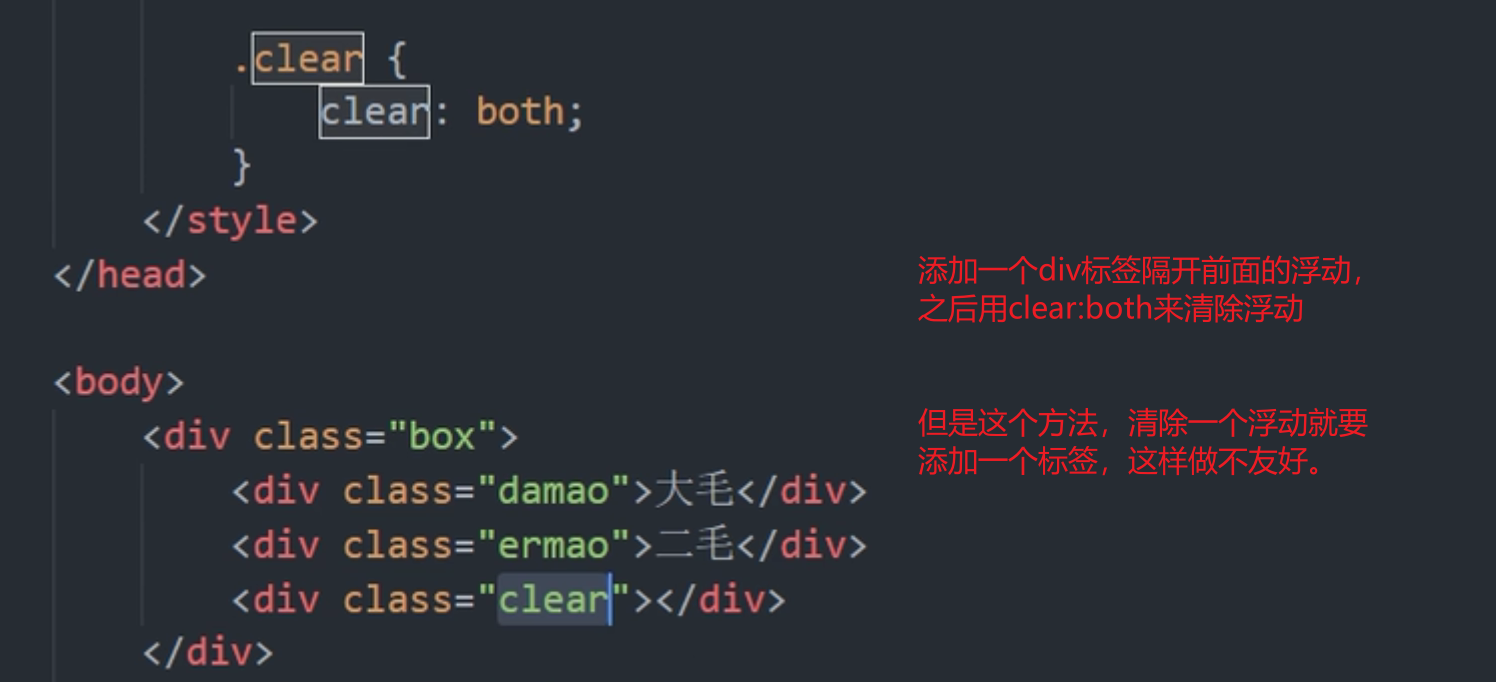 .clear {
clear: both;
}
</style>
</head>
添加一个div标签隔开前面的浮动，
之后用clear:both来清除浮动
<body>
但是这个方法，清除一个浮动就要
<div class="box">
添加一个标签，这样做不友好。
<div class="damao">大毛</div>
<div class="ermao">二毛</div>
<div class="clear"></div>
</div>